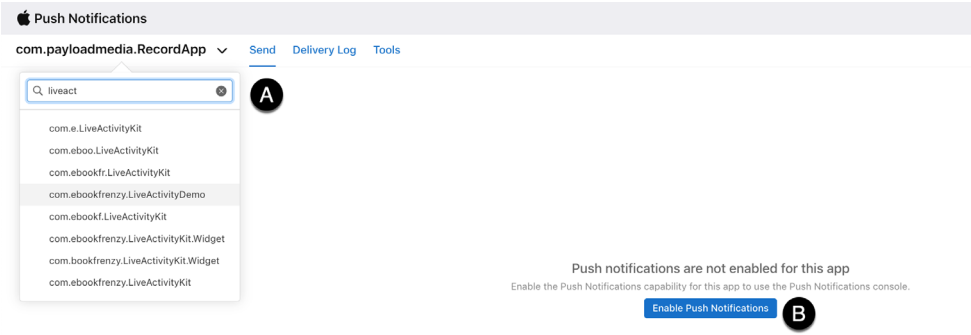 Push Notifications
com.payloadmedia.RecordApp Send Delivery Log Tools
liveact
A
com.e.LiveActivityKit
com.eboo.LiveActivityKit
com.ebookfr.LiveActivityKit
com.ebookfrenzy.LiveActivityDemo
com.ebookf.LiveActivityKit
com.ebookfrenzy.LiveActivityKit.Widget
com.bookfrenzy.LiveActivityKit.Widget
com.ebookfrenzy.LiveActivityKit
Push notifications are not enabled for this app
Enable the Push Notifications capability for this app to use the Push Notifications console.
Enable Push Notifications
B